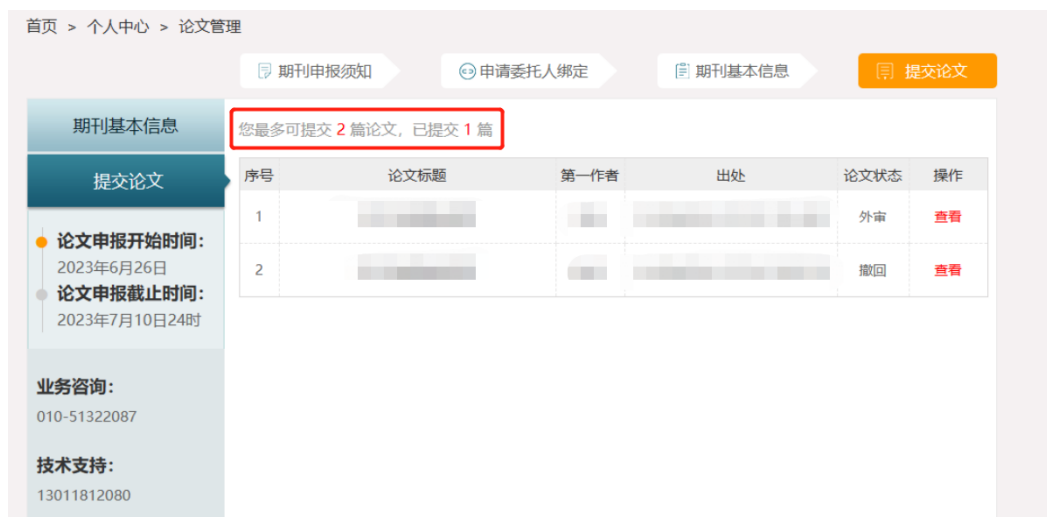 首页 > 个人中心 > 论文管理
期刊申报须知 申请委托人绑定 期刊基本信息 提交论文
期刊基本信息
提交论文
论文申报开始时间：
2023年6月26日
论文申报截止时间：
2023年7月10日24时
业务咨询：
010-51322087
技术支持：
13011812080
您最多可提交 2 篇论文，已提交 1 篇
序号 论文标题 第一作者 出处 论文状态 操作
1 外审 查看
2 撤回 查看